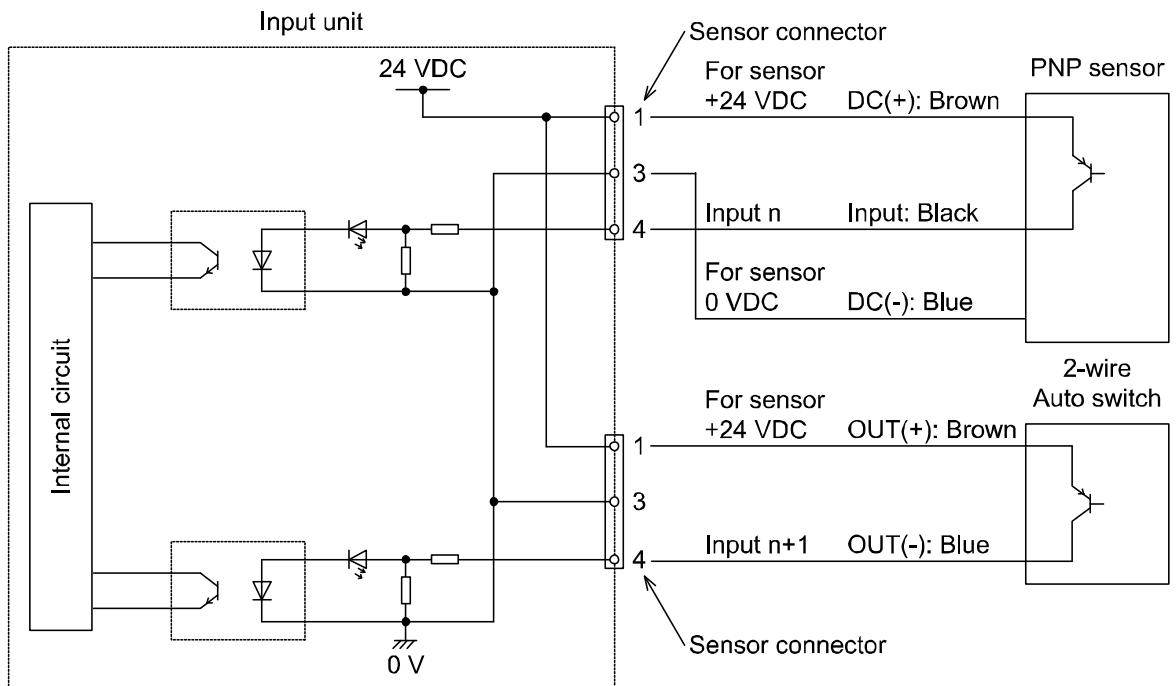 Input unit
Sensor connector
24 VDC
For sensor
+24 VDC
DC(+): Brown
PNP sensor
1
3
4
Input n
Input: Black
For sensor
0 VDC
DC(-): Blue
Internal circuit
2-wire
Auto switch
For sensor
+24 VDC
OUT(+): Brown
1
3
4
Input n+1
OUT(-): Blue
0 V
Sensor connector